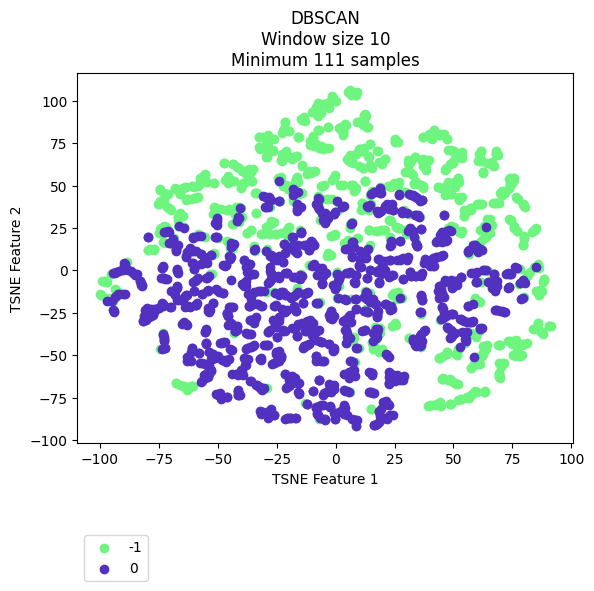 DBSCAN
Window size 10
Minimum 111 samples
100
75
50
25
0
−25
−50
−75
−100
TSNE Feature 2
−100 −75 −50 −25 0 25 50 75 100
TSNE Feature 1
-1
0